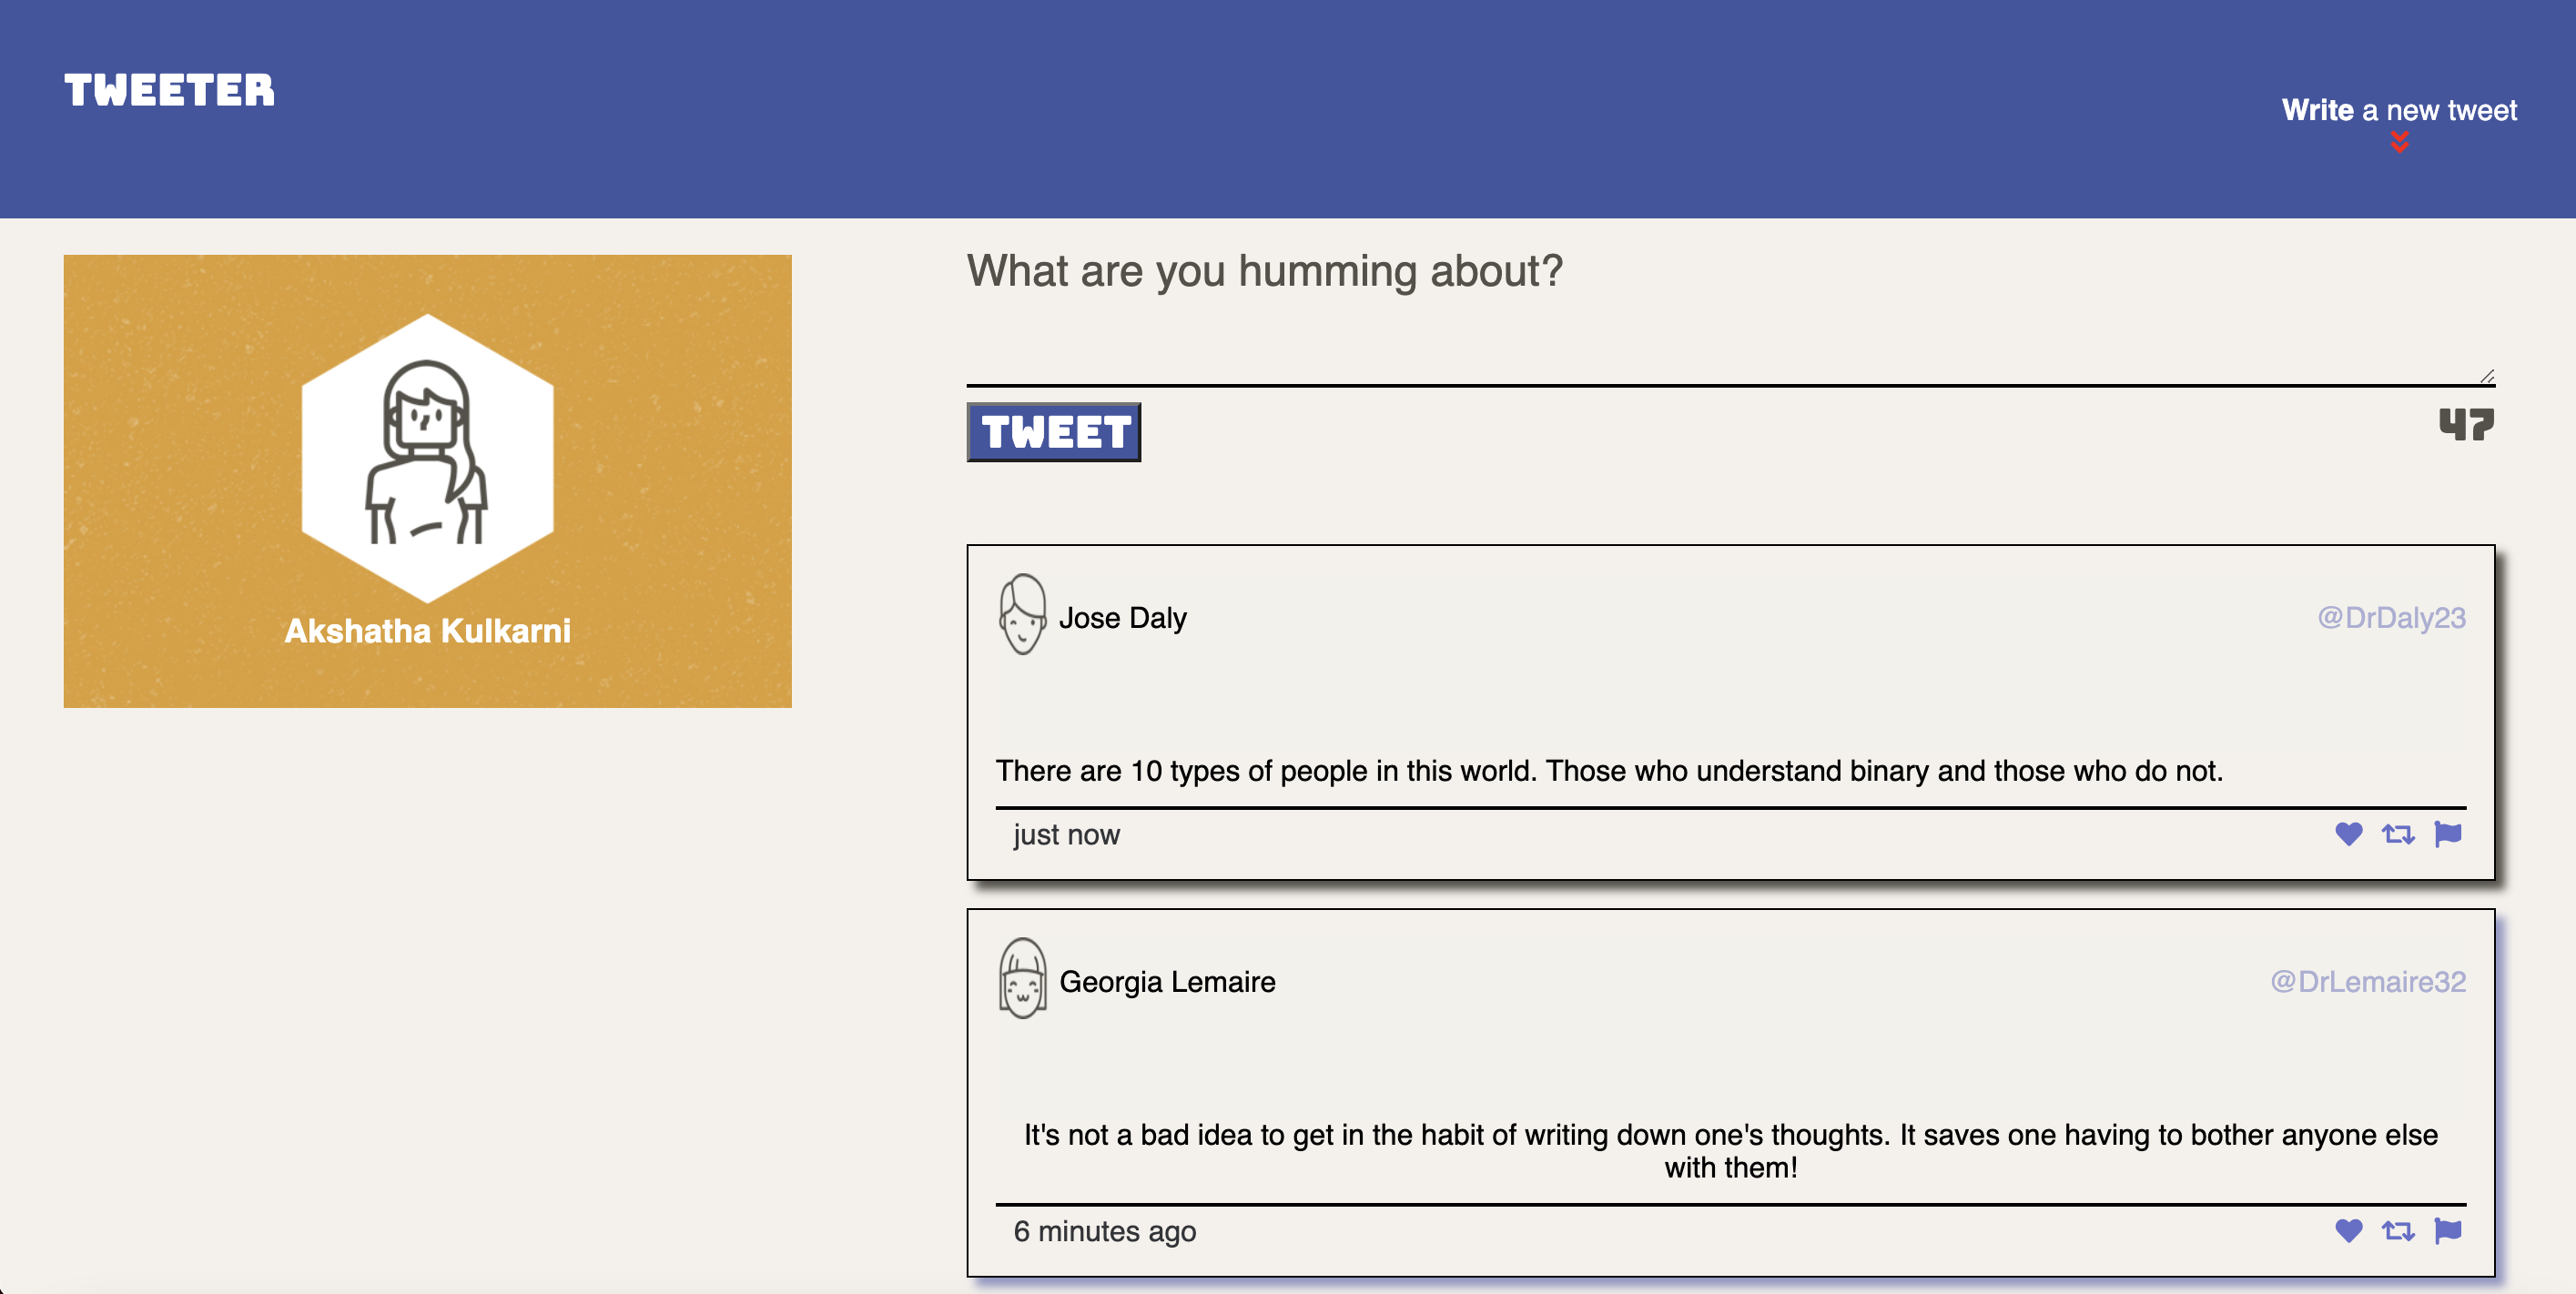 TWEETER
Write a new tweet
Akshatha Kulkarni
What are you humming about?
TWEET
47
Jose Daly
@DrDaly23
There are 10 types of people in this world. Those who understand binary and those who do not.
just now
Georgia Lemaire
@DrLemaire32
It's not a bad idea to get in the habit of writing down one's thoughts. It saves one having to bother anyone else
with them!
6 minutes ago